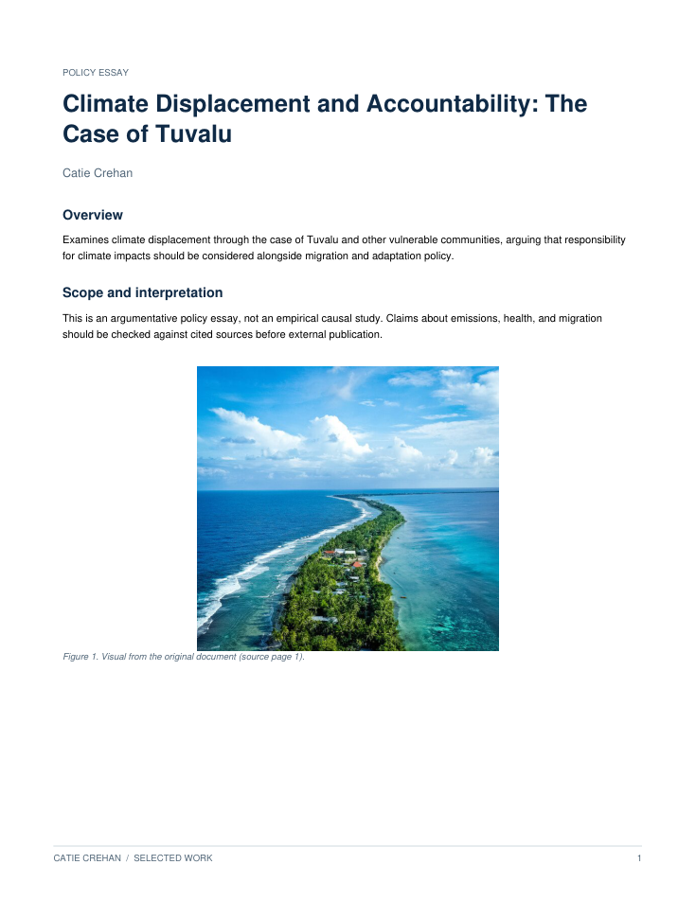 POLICY ESSAY
Climate Displacement and Accountability: The
Case of Tuvalu
Catie Crehan
Overview
Examines climate displacement through the case of Tuvalu and other vulnerable communities, arguing that responsibility
for climate impacts should be considered alongside migration and adaptation policy.
Scope and interpretation
This is an argumentative policy essay, not an empirical causal study. Claims about emissions, health, and migration
should be checked against cited sources before external publication.
Figure 1. Visual from the original document (source page 1).
CATIE CREHAN / SELECTED WORK
1